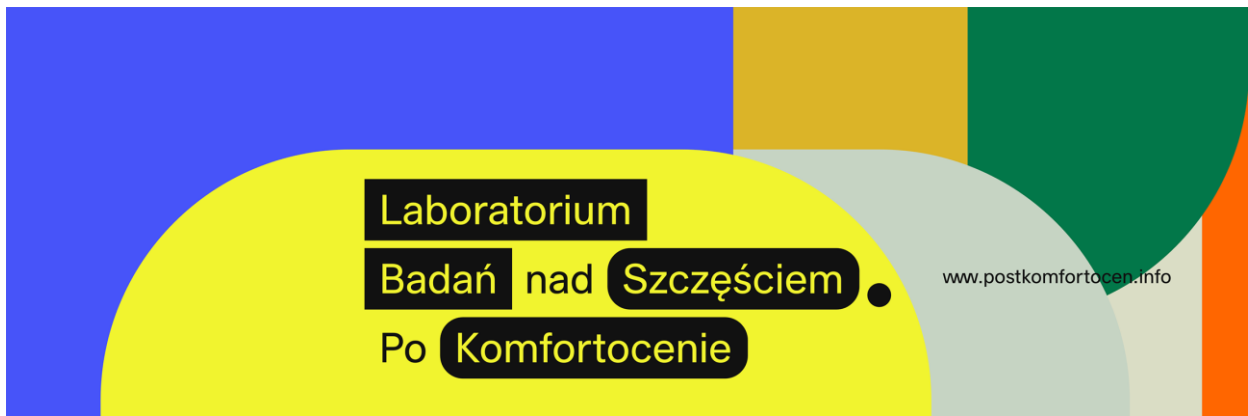 Laboratorium
Badań nad Szczęściem.
Po Komfortocenie
www.postkomfortocen.info